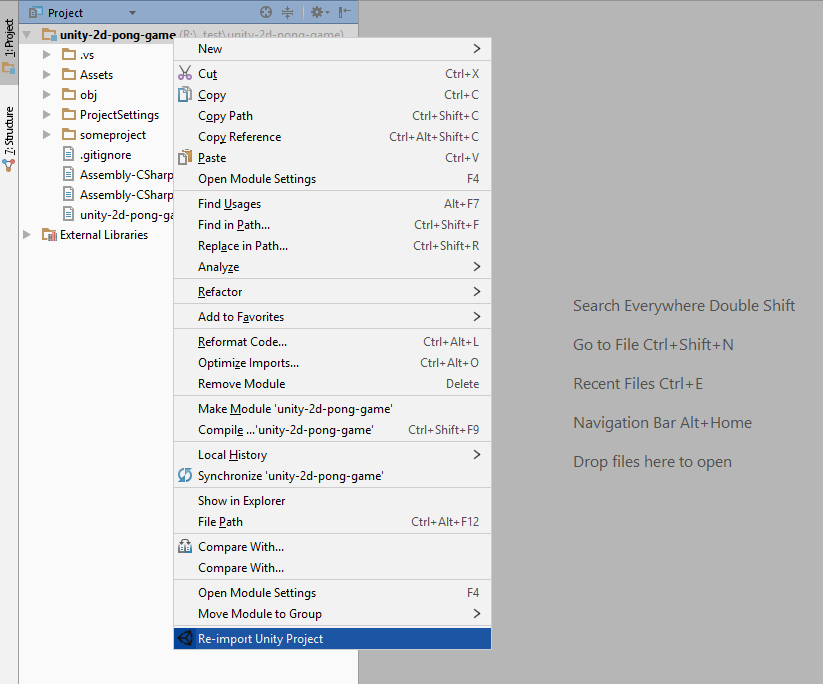 Project
1: Project
7: Structure
unity-2d-pong-game (R:\_test\unity-2d-pong-game)
.vs
Assets
obj
ProjectSettings
someproject
.gitignore
Assembly-CSharp
Assembly-CSharp
unity-2d-pong-ga
External Libraries
New
Cut Ctrl+X
Copy Ctrl+C
Copy Path Ctrl+Shift+C
Copy Reference Ctrl+Alt+Shift+C
Paste Ctrl+V
Open Module Settings F4
Find Usages Alt+F7
Find in Path... Ctrl+Shift+F
Replace in Path... Ctrl+Shift+R
Analyze
Refactor
Add to Favorites
Reformat Code... Ctrl+Alt+L
Optimize Imports... Ctrl+Alt+O
Remove Module Delete
Make Module 'unity-2d-pong-game'
Compile ...'unity-2d-pong-game' Ctrl+Shift+F9
Local History
Synchronize 'unity-2d-pong-game'
Show in Explorer
File Path Ctrl+Alt+F12
Compare With...
Compare With...
Open Module Settings F4
Move Module to Group
Re-import Unity Project
Search Everywhere Double Shift
Go to File Ctrl+Shift+N
Recent Files Ctrl+E
Navigation Bar Alt+Home
Drop files here to open